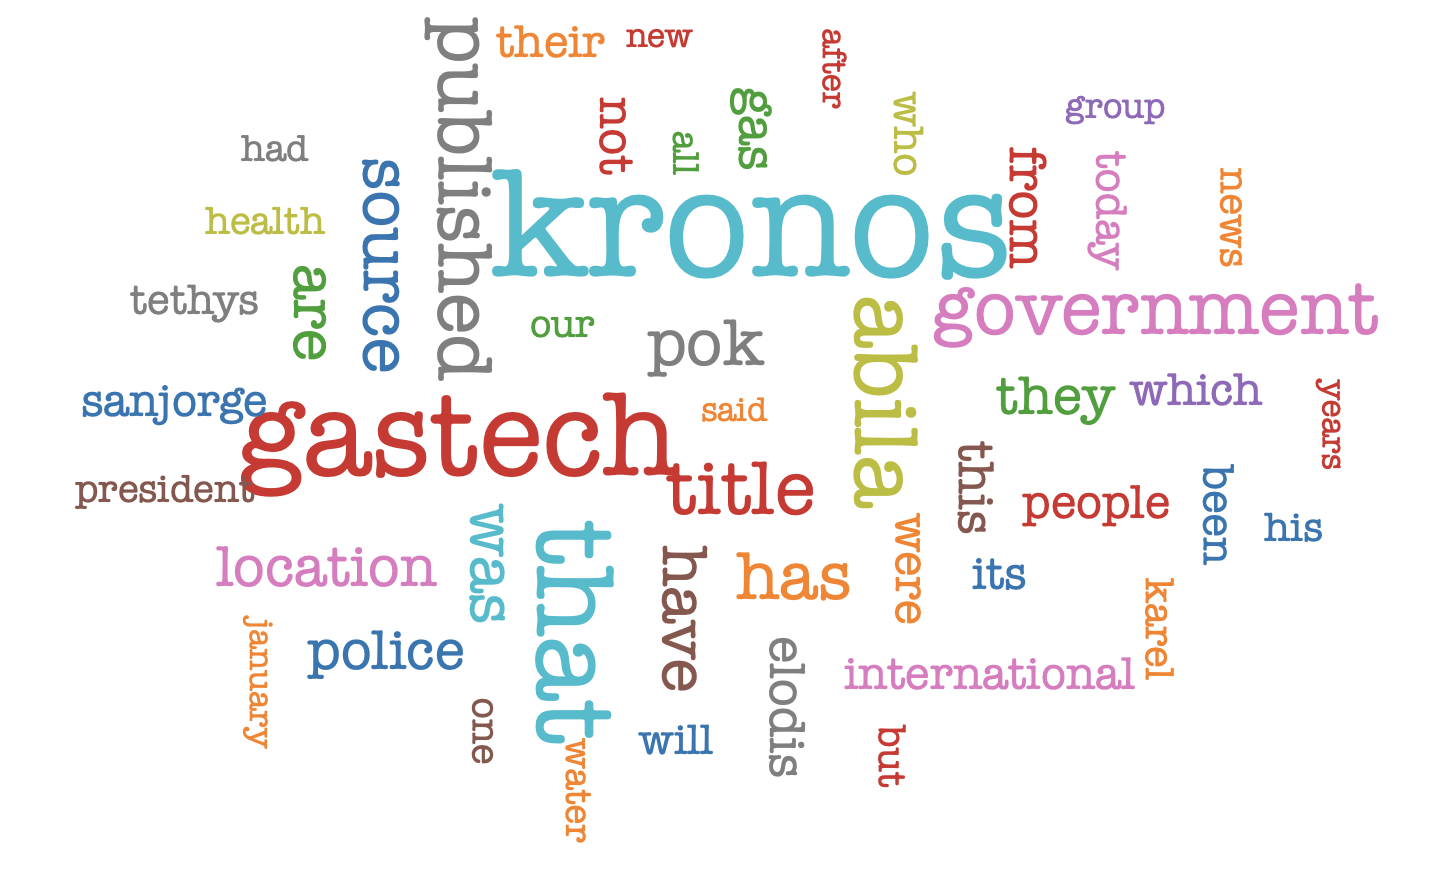 published
their
new
after
not
all
gas
who
group
had
source
kronos
from
today
news
health
tethys
are
our
pok
abila
government
sanjorge
gastech
said
they
which
years
president
title
this
people
been
his
location
was
that
have
has
were
its
karel
january
police
one
water
will
elodis
international
but